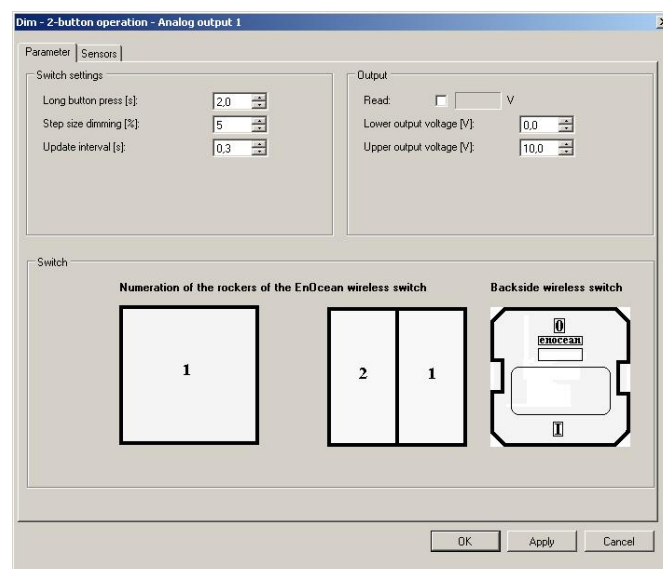 Dim - 2-button operation - Analog output 1
Parameter
Sensors
Switch settings
Long button press [s]:
2,0
Step size dimming [%]:
5
Update interval [s]:
0,3
Output
Read:
V
Lower output voltage [V]:
0,0
Upper output voltage [V]:
10,0
Switch
Numeration of the rockers of the EnOcean wireless switch
Backside wireless switch
1
2
1
0
enocean
I
OK
Apply
Cancel